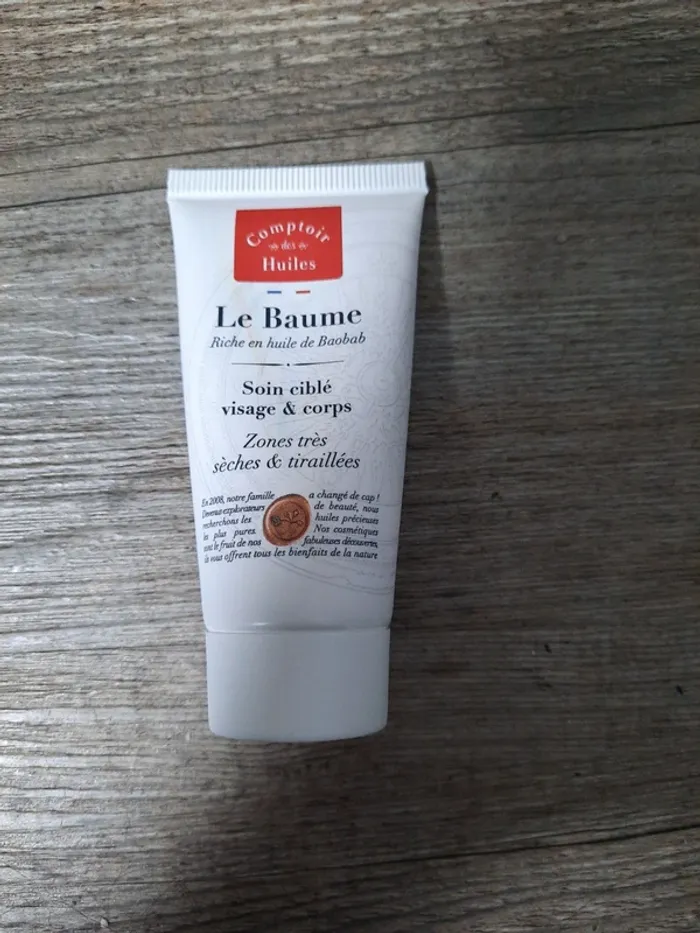 Comptoir
des
Huiles
Le Baume
Riche en huile de Baobab
Soin ciblé
visage & corps
Zones très
sèches & tiraillées
En 2008, notre famille a changé de cap !
Devenus explorateurs de beauté, nous
recherchons les huiles précieuses
les plus pures. Nos cosmétiques
sont le fruit de nos fabuleuses découvertes,
ils vous offrent tous les bienfaits de la nature